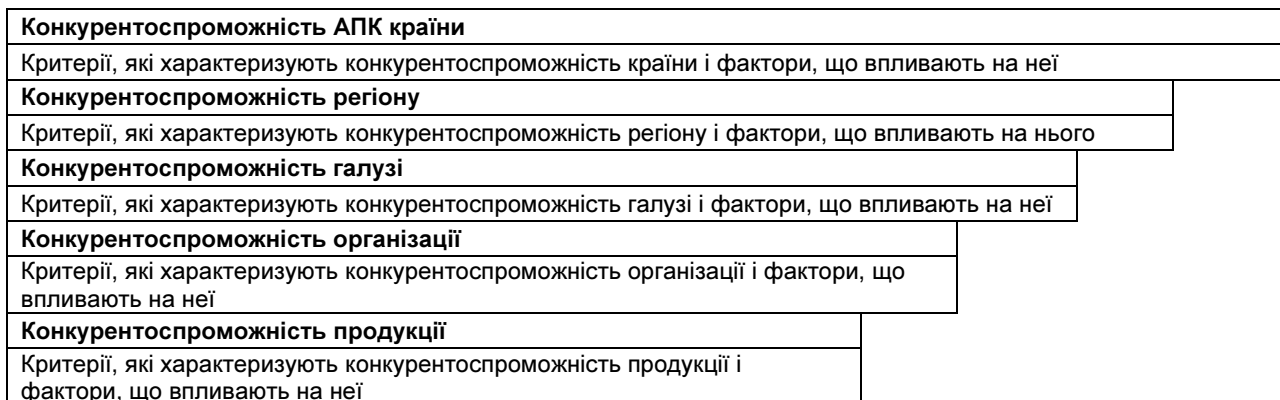 Конкурентоспроможність АПК країни
Критерії, які характеризують конкурентоспроможність країни і фактори, що впливають на неї
Конкурентоспроможність регіону
Критерії, які характеризують конкурентоспроможність регіону і фактори, що впливають на нього
Конкурентоспроможність галузі
Критерії, які характеризують конкурентоспроможність галузі і фактори, що впливають на неї
Конкурентоспроможність організації
Критерії, які характеризують конкурентоспроможність організації і фактори, що
впливають на неї
Конкурентоспроможність продукції
Критерії, які характеризують конкурентоспроможність продукції і
фактори, що впливають на неї